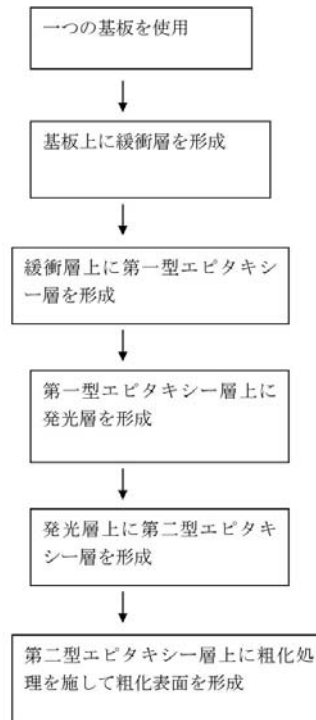 一つの基板を使用
基板上に緩衝層を形成
緩衝層上に第一型エピタキシ
ー層を形成
第一型エピタキシー層上に
発光層を形成
発光層上に第二型エピタキ
シー層を形成
第二型エピタキシー層上に粗化処
理を施して粗化表面を形成